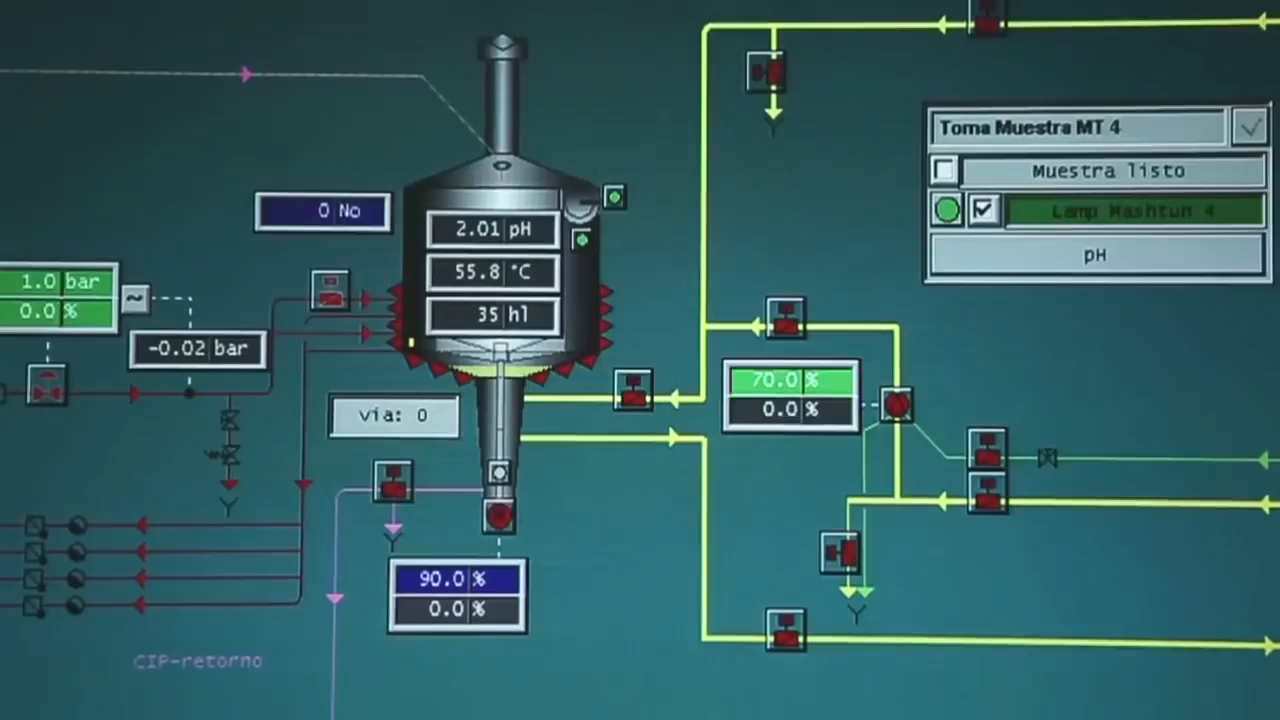 Toma Muestra MT 4
Muestra listo
Lamp Mashtun 4
pH
0 No
2.01 pH
55.8 °C
35 hl
1.0 bar
0.0 %
-0.02 bar
70.0 %
0.0 %
via: 0
90.0 %
0.0 %
CIP-retorno